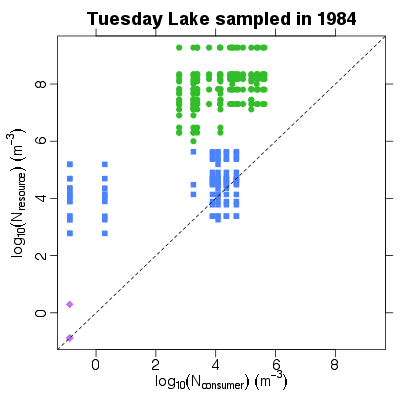 Tuesday Lake sampled in 1984
log₁₀(Nresource) (m⁻³)
8
6
4
2
0
0 2 4 6 8
log₁₀(Nconsumer) (m⁻³)